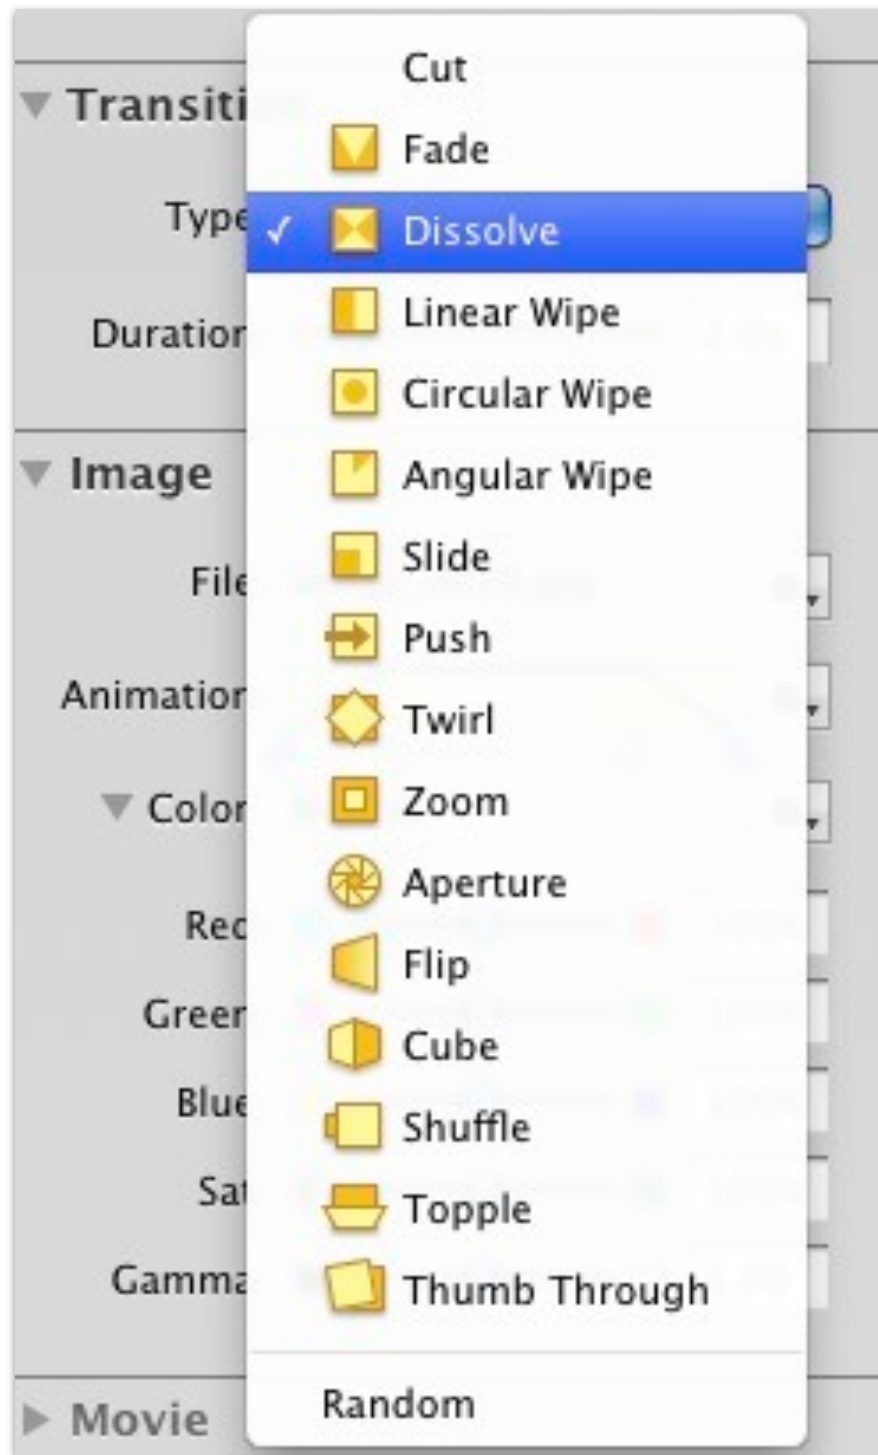 Transiti
Type
Duration
Image
File
Animation
Color
Red
Green
Blue
Sat
Gamma
Movie
Cut
Fade
✓ Dissolve
Linear Wipe
Circular Wipe
Angular Wipe
Slide
Push
Twirl
Zoom
Aperture
Flip
Cube
Shuffle
Topple
Thumb Through
Random